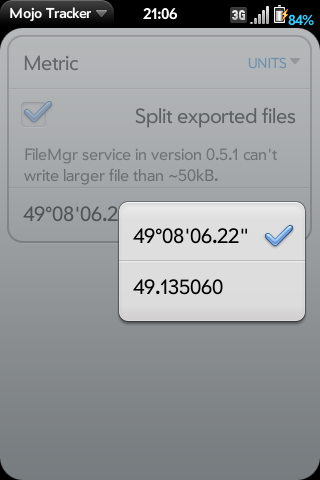 Mojo Tracker 21:06 3G 84%
Metric UNITS
Split exported files
FileMgr service in version 0.5.1 can't
write larger file than ~50kB.
49°08'06.2
49°08'06.22"
49.135060